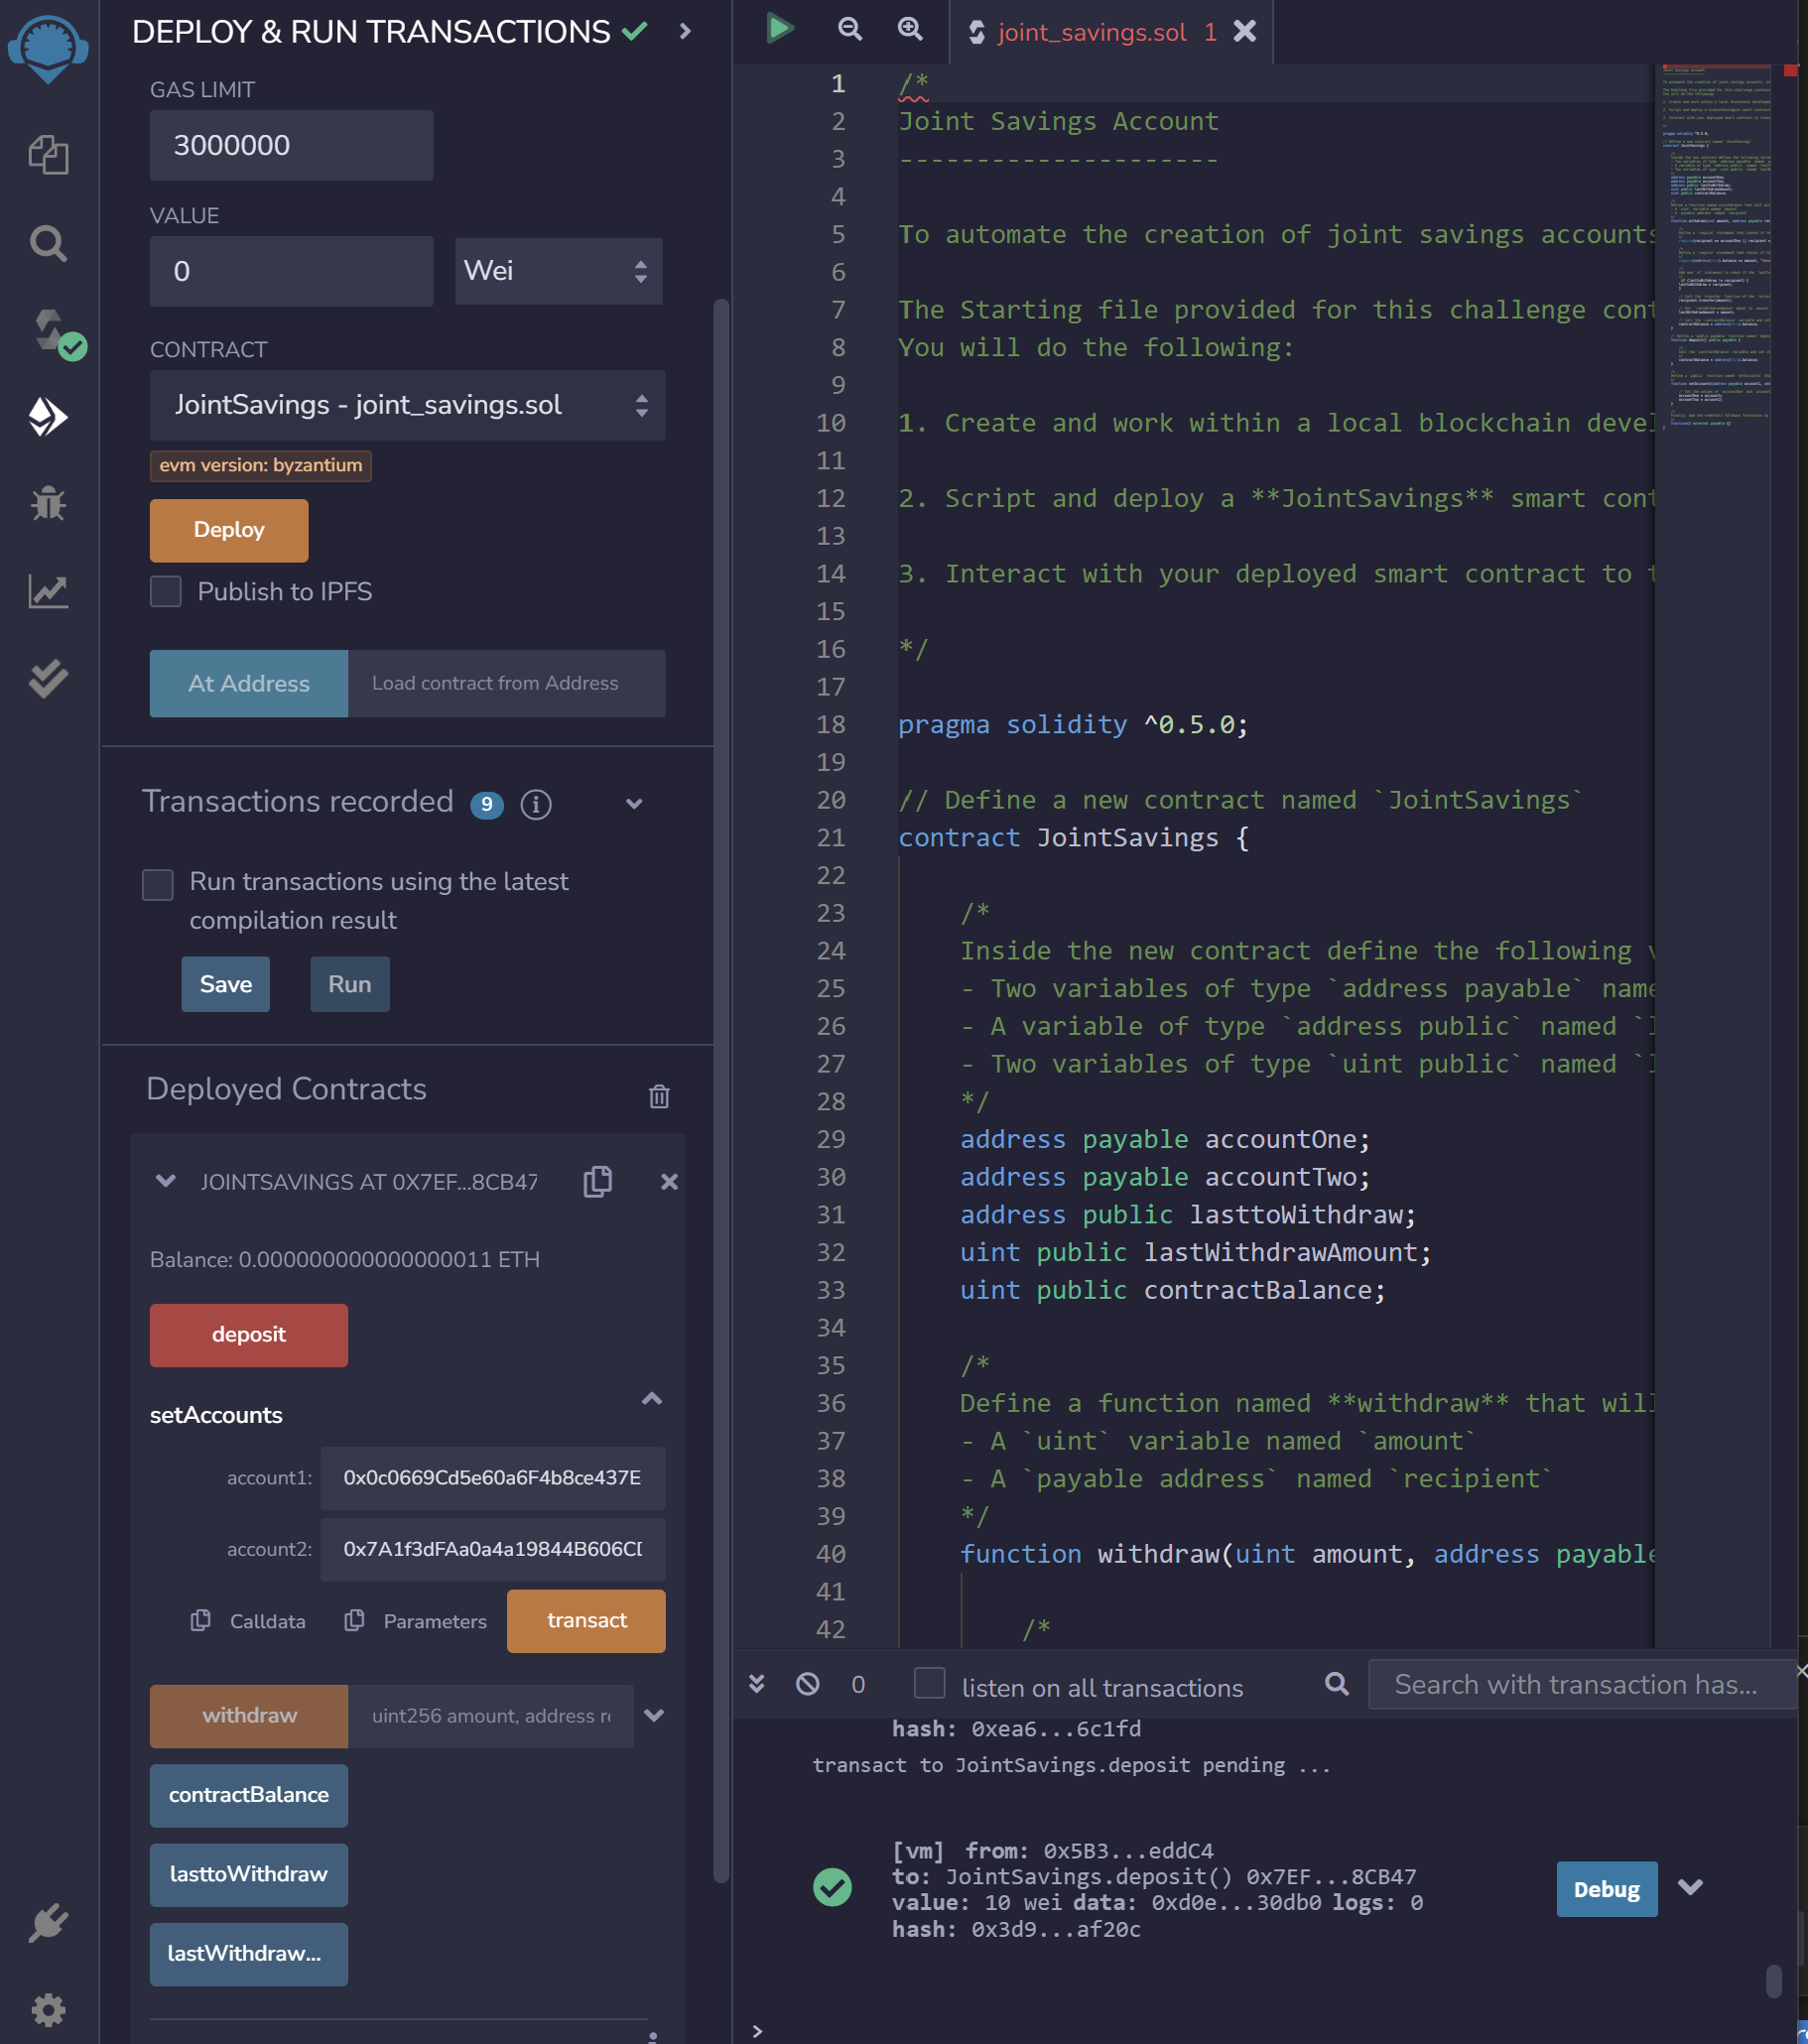 DEPLOY & RUN TRANSACTIONS
GAS LIMIT
3000000
VALUE
0
Wei
CONTRACT
JointSavings - joint_savings.sol
evm version: byzantium
Deploy
Publish to IPFS
At Address
Load contract from Address
Transactions recorded
9
i
Run transactions using the latest
compilation result
Save
Run
Deployed Contracts
JOINTSAVINGS AT 0X7EF...8CB47
Balance: 0.000000000000000011 ETH
deposit
setAccounts
account1:
0x0c0669Cd5e60a6F4b8ce437E
account2:
0x7A1f3dFAa0a4a19844B606CD
Calldata
Parameters
transact
withdraw
uint256 amount, address re
contractBalance
lasttoWithdraw
lastWithdraw...
joint_savings.sol 1
1 /*
2 Joint Savings Account
3 ---------------------
4
5 To automate the creation of joint savings accounts
6
7 The Starting file provided for this challenge cont
8 You will do the following:
9
10 1. Create and work within a local blockchain devel
11
12 2. Script and deploy a **JointSavings** smart cont
13
14 3. Interact with your deployed smart contract to t
15
16 */
17
18 pragma solidity ^0.5.0;
19
20 // Define a new contract named `JointSavings`
21 contract JointSavings {
22
23 /*
24 Inside the new contract define the following v
25 - Two variables of type `address payable` name
26 - A variable of type `address public` named `l
27 - Two variables of type `uint public` named `l
28 */
29 address payable accountOne;
30 address payable accountTwo;
31 address public lasttoWithdraw;
32 uint public lastWithdrawAmount;
33 uint public contractBalance;
34
35 /*
36 Define a function named **withdraw** that will
37 - A `uint` variable named `amount`
38 - A `payable address` named `recipient`
39 */
40 function withdraw(uint amount, address payable
41
42 /*
0
listen on all transactions
Search with transaction has...
hash: 0xea6...6c1fd
transact to JointSavings.deposit pending ...
[vm] from: 0x5B3...eddC4
to: JointSavings.deposit() 0x7EF...8CB47
value: 10 wei data: 0xd0e...30db0 logs: 0
hash: 0x3d9...af20c
Debug
>